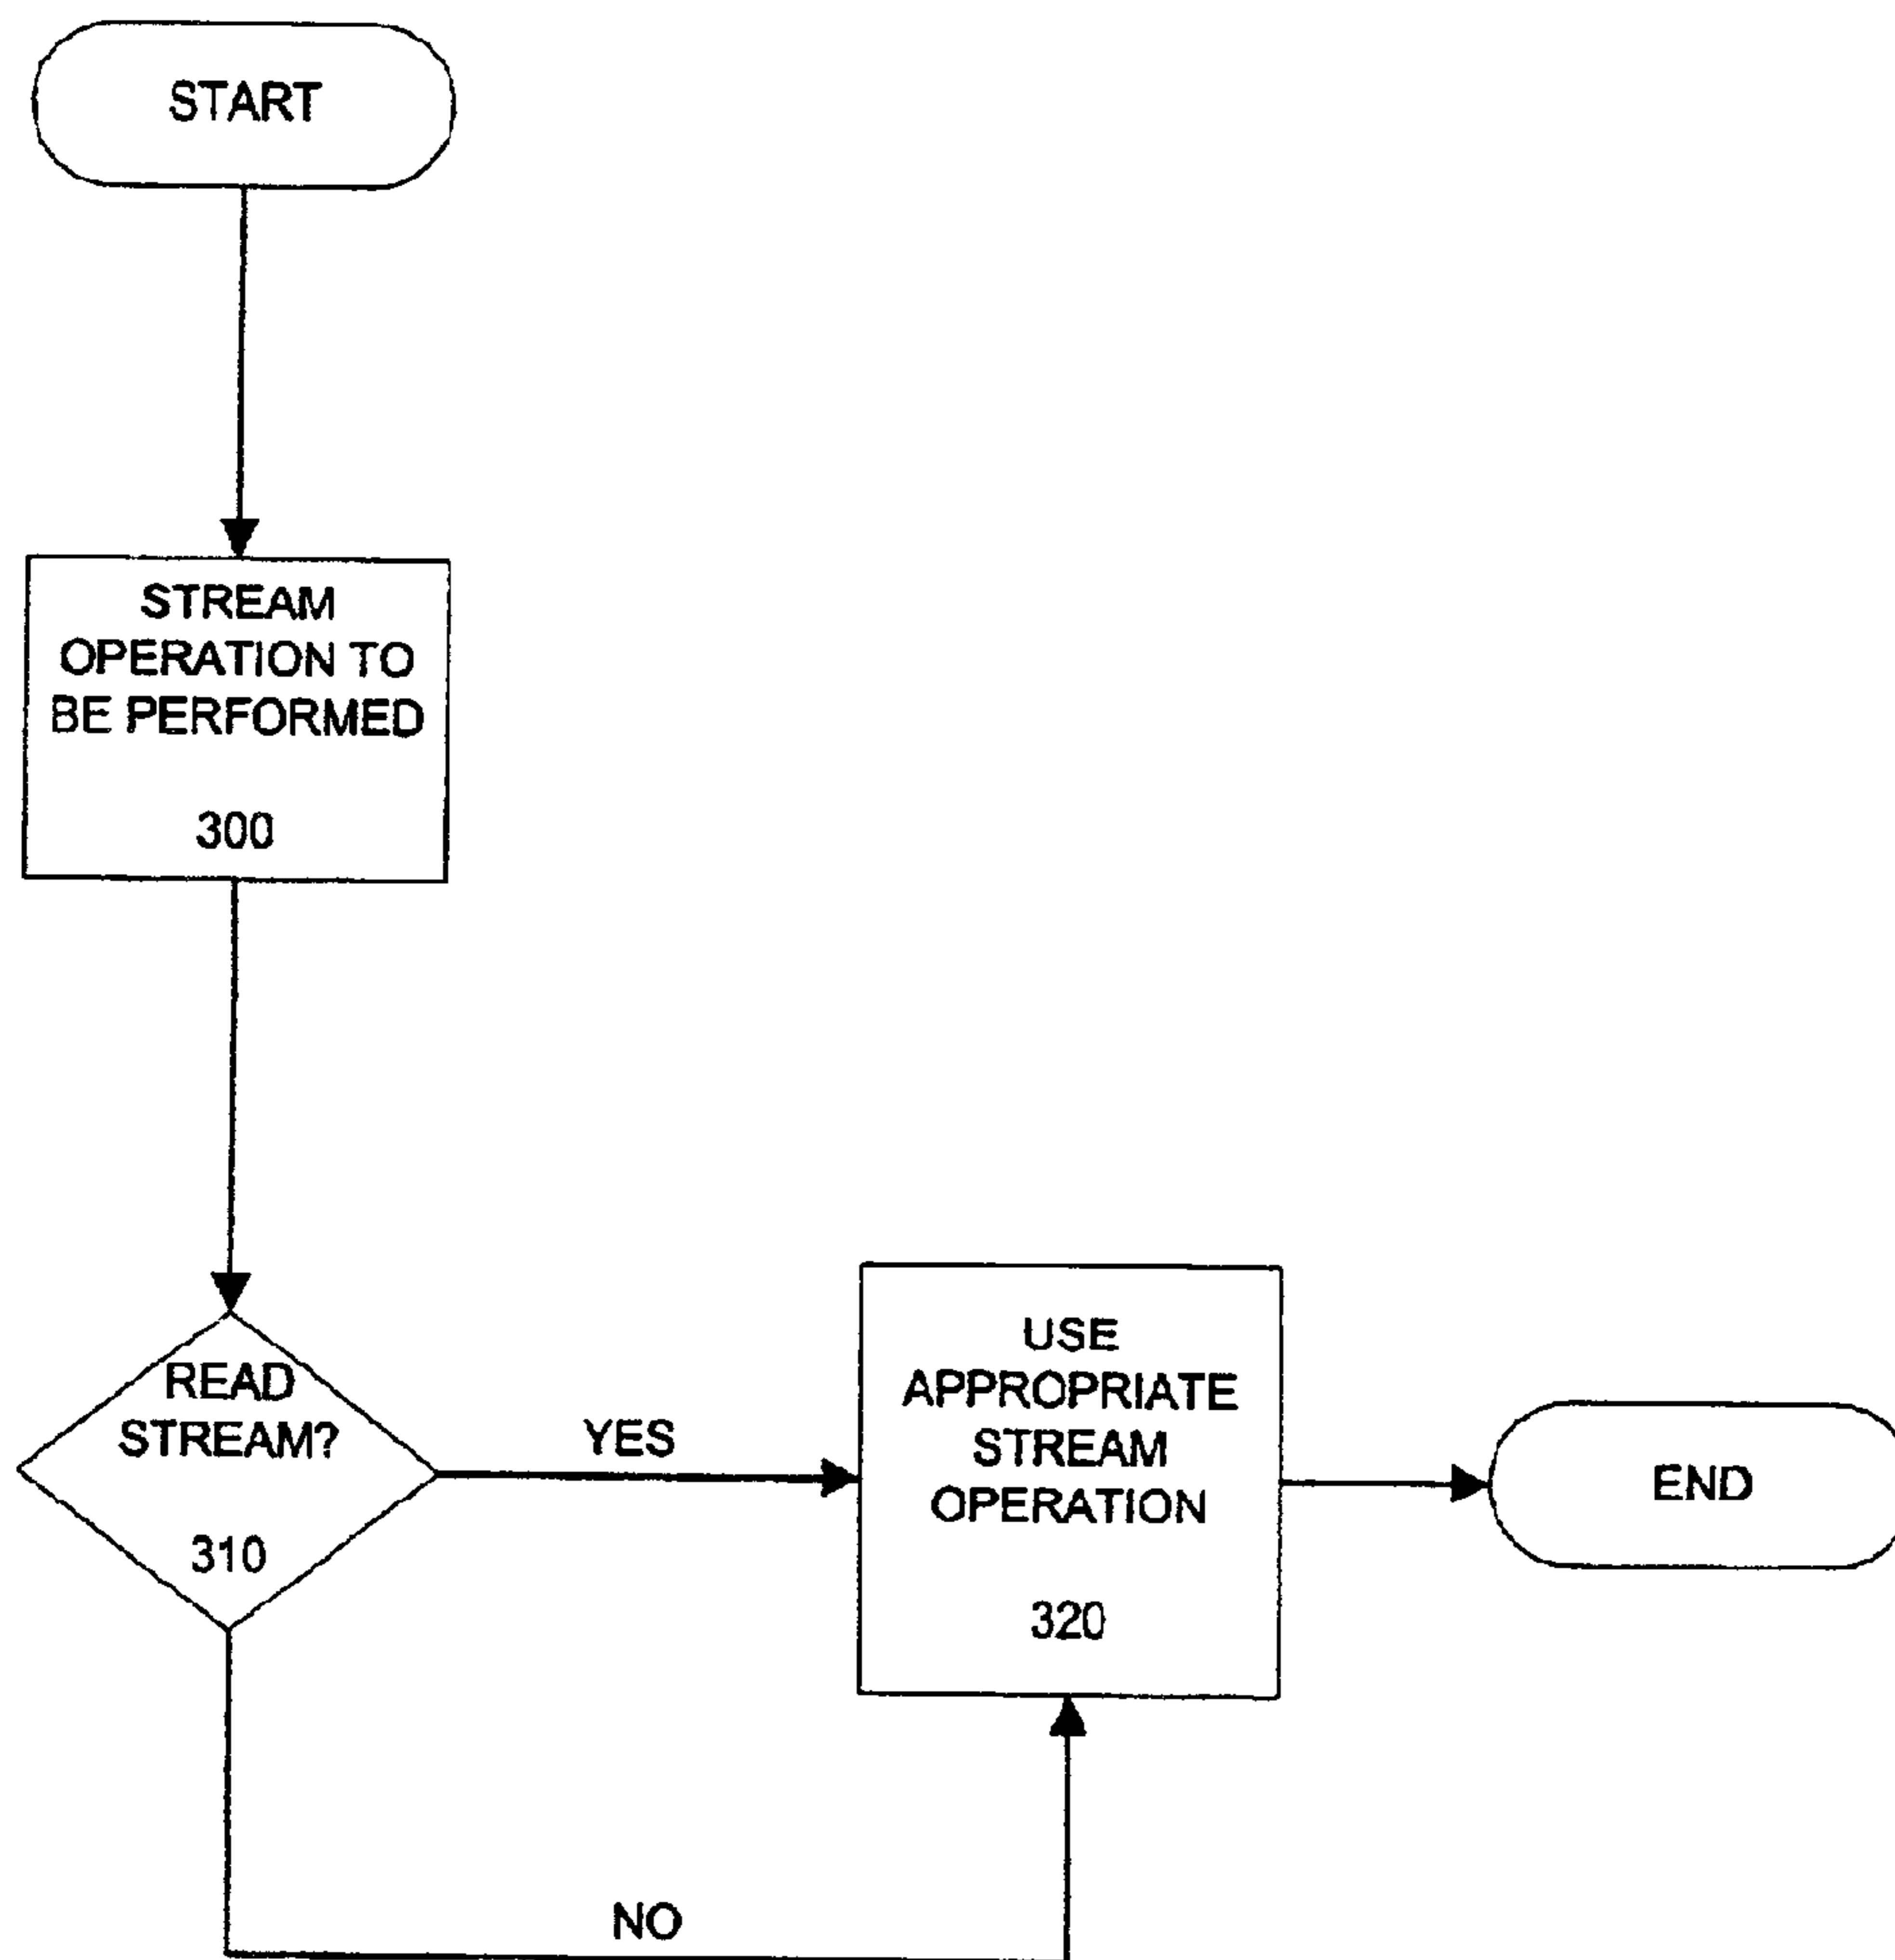 START
STREAM
OPERATION TO
BE PERFORMED
300
READ
STREAM?
310
YES
USE
APPROPRIATE
STREAM
OPERATION
320
END
NO